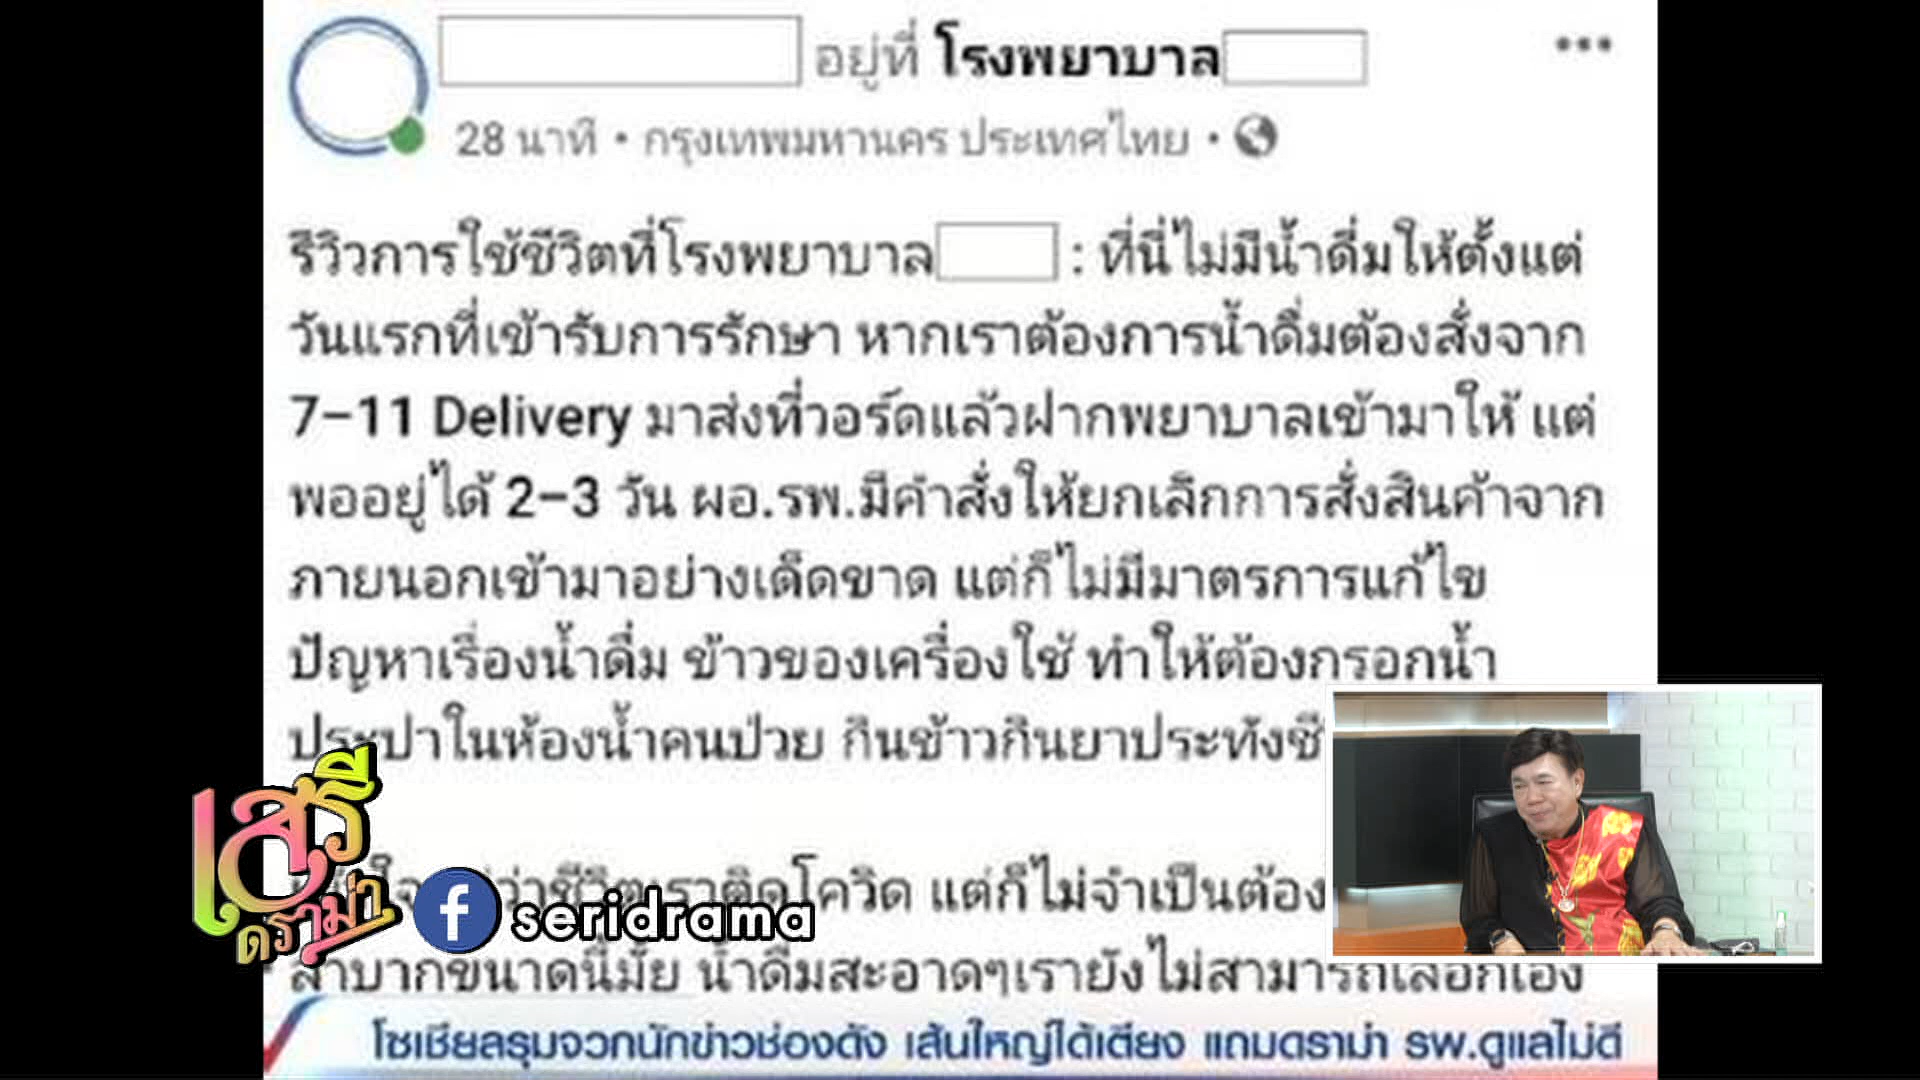 อยู่ที่ โรงพยาบาล
28 นาที • กรุงเทพมหานคร ประเทศไทย •
รีวิวการใช้ชีวิตที่โรงพยาบาล : ที่นี่ไม่มีน้ำดื่มให้ตั้งแต่
วันแรกที่เข้ารับการรักษา หากเราต้องการน้ำดื่มต้องสั่งจาก
7-11 Delivery มาส่งที่วอร์ดแล้วฝากพยาบาลเข้ามาให้ แต่
พออยู่ได้ 2-3 วัน ผอ.รพ.มีคำสั่งให้ยกเลิกการสั่งสินค้าจาก
ภายนอกเข้ามาอย่างเด็ดขาด แต่ก็ไม่มีมาตรการแก้ไข
ปัญหาเรื่องน้ำดื่ม ข้าวของเครื่องใช้ ทำให้ต้องกรอกน้ำ
ประปาในห้องน้ำคนป่วย กินข้าวกินยาประทัง
ว่าชีวิตเราติดโควิด แต่ก็ไม่จำเป็นต้อง
ลำบากขนาดนี้มั้ย น้ำดื่มสะอาดๆเรายังไม่สามารถเลือกเอง
เสรี
ดราม่า
f seridrama
โซเชียลรุมจวกนักข่าวช่องดัง เส้นใหญ่ได้เตียง แถมดราม่า รพ.ดูแลไม่ดี